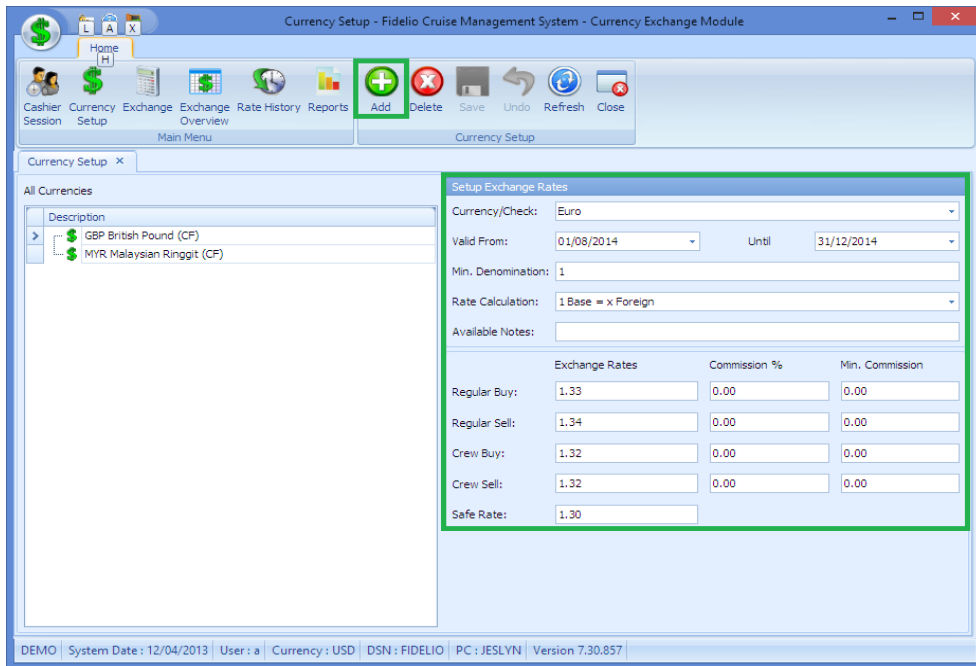 Currency Setup - Fidelio Cruise Management System - Currency Exchange Module
L A X
Home
H
Cashier Session Currency Setup Exchange Exchange Overview Rate History Reports Add Delete Save Undo Refresh Close
Main Menu Currency Setup
Currency Setup ×
All Currencies
Description
GBP British Pound (CF)
MYR Malaysian Ringgit (CF)
Setup Exchange Rates
Currency/Check: Euro
Valid From: 01/08/2014 Until 31/12/2014
Min. Denomination: 1
Rate Calculation: 1 Base = x Foreign
Available Notes:
Exchange Rates Commission % Min. Commission
Regular Buy: 1.33 0.00 0.00
Regular Sell: 1.34 0.00 0.00
Crew Buy: 1.32 0.00 0.00
Crew Sell: 1.32 0.00 0.00
Safe Rate: 1.30
DEMO System Date : 12/04/2013 User : a Currency : USD DSN : FIDELIO PC : JESLYN Version 7.30.857